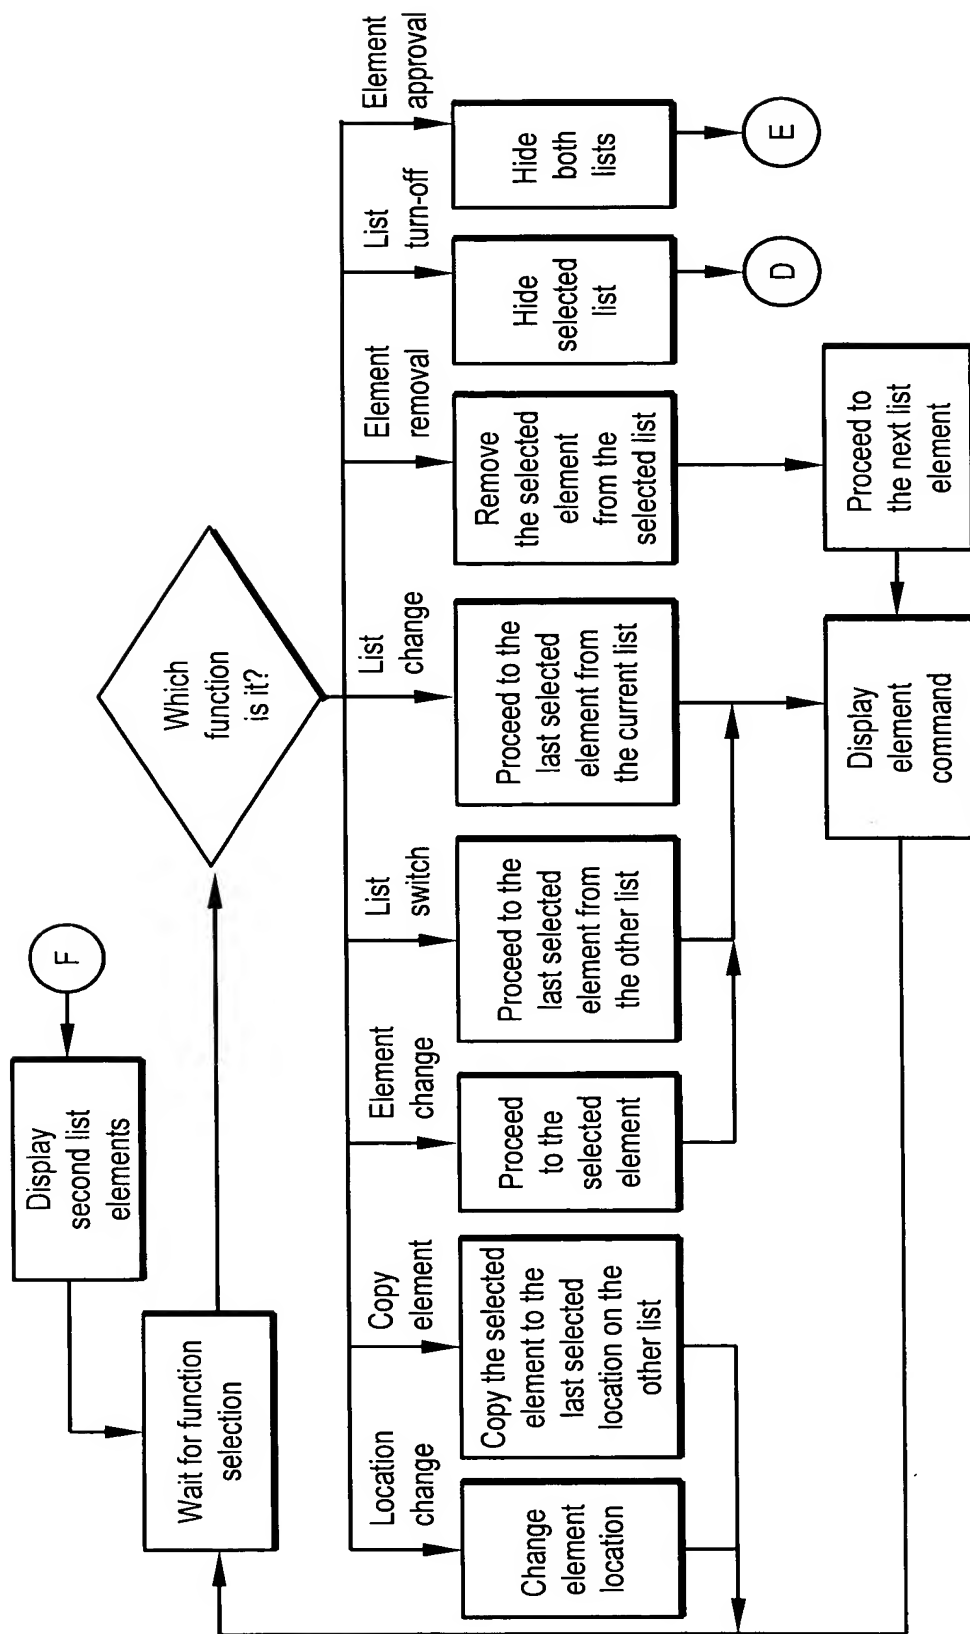 F
Display
second list
elements
Wait for function
selection
Which
function
is it?
Location
change
Copy
element
Element
change
List
switch
List
change
Element
removal
List
turn-off
Element
approval
Change
element
location
Copy the selected
element to the
last selected
location on the
other list
Proceed
to the
selected
element
Proceed to the
last selected
element from
the other list
Proceed to the
last selected
element from
the current list
Remove
the selected
element
from the
selected list
Hide
selected
list
Hide
both
lists
D
E
Display
element
command
Proceed to
the next list
element